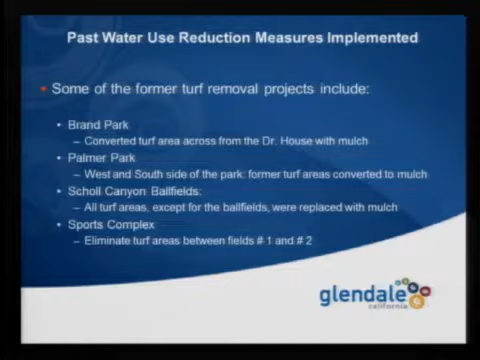 Past Water Use Reduction Measures Implemented
• Some of the former turf removal projects include:
• Brand Park
– Converted turf area across from the Dr. House with mulch
• Palmer Park
– West and South side of the park: former turf areas converted to mulch
• Scholl Canyon Ballfields:
– All turf areas, except for the ballfields, were replaced with mulch
• Sports Complex
– Eliminate turf areas between fields # 1 and # 2
glendale
california